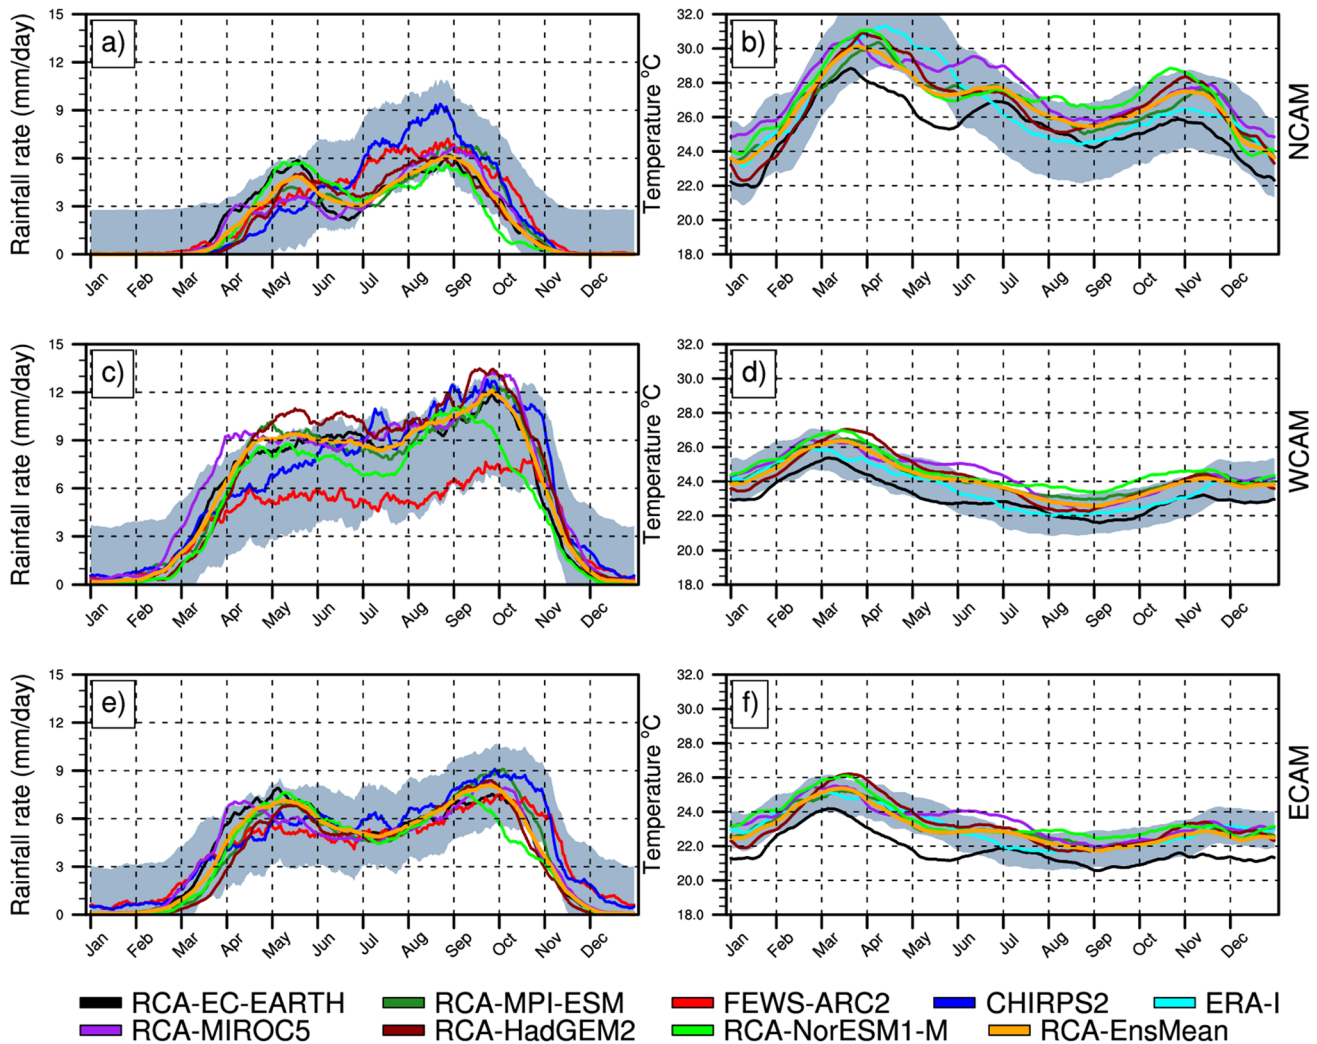 a)
Rainfall rate (mm/day)
15
12
9
6
3
0
Jan Feb Mar Apr May Jun Jul Aug Sep Oct Nov Dec
b)
Temperature °C
32.0
30.0
28.0
26.0
24.0
22.0
20.0
18.0
Jan Feb Mar Apr May Jun Jul Aug Sep Oct Nov Dec
NCAM
c)
Rainfall rate (mm/day)
15
12
9
6
3
0
Jan Feb Mar Apr May Jun Jul Aug Sep Oct Nov Dec
d)
Temperature °C
32.0
30.0
28.0
26.0
24.0
22.0
20.0
18.0
Jan Feb Mar Apr May Jun Jul Aug Sep Oct Nov Dec
WCAM
e)
Rainfall rate (mm/day)
15
12
9
6
3
0
Jan Feb Mar Apr May Jun Jul Aug Sep Oct Nov Dec
f)
Temperature °C
32.0
30.0
28.0
26.0
24.0
22.0
20.0
18.0
Jan Feb Mar Apr May Jun Jul Aug Sep Oct Nov Dec
ECAM
RCA-EC-EARTH RCA-MPI-ESM FEWS-ARC2 CHIRPS2 ERA-I
RCA-MIROC5 RCA-HadGEM2 RCA-NorESM1-M RCA-EnsMean